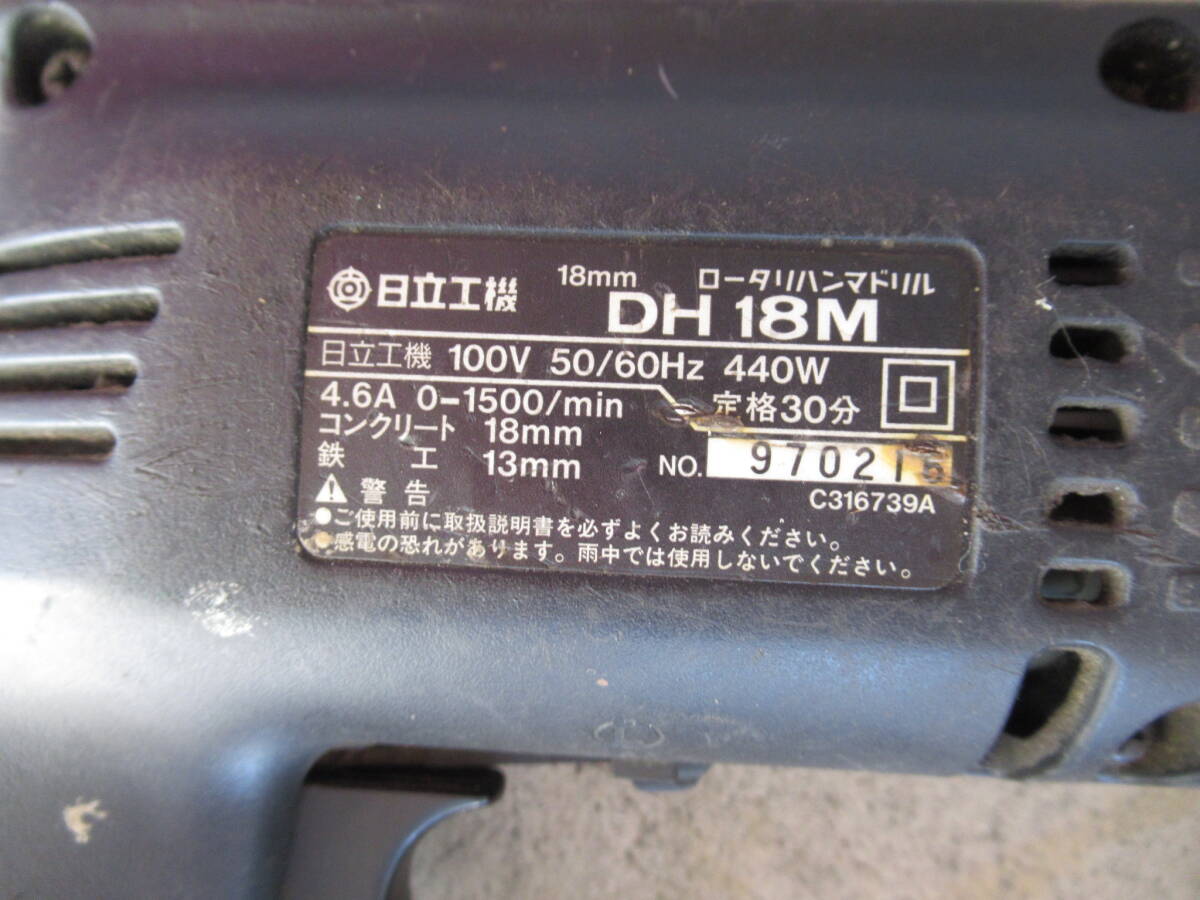 日立工機 18mm ロータリハンマドリル
DH 18M
日立工機 100V 50/60Hz 440W
4.6A 0-1500/min 定格30分
コンクリート 18mm
鉄工 13mm NO. 970215
C316739A
⚠警告
●ご使用前に取扱説明書を必ずよくお読みください。
●感電の恐れがあります。雨中では使用しないでください。